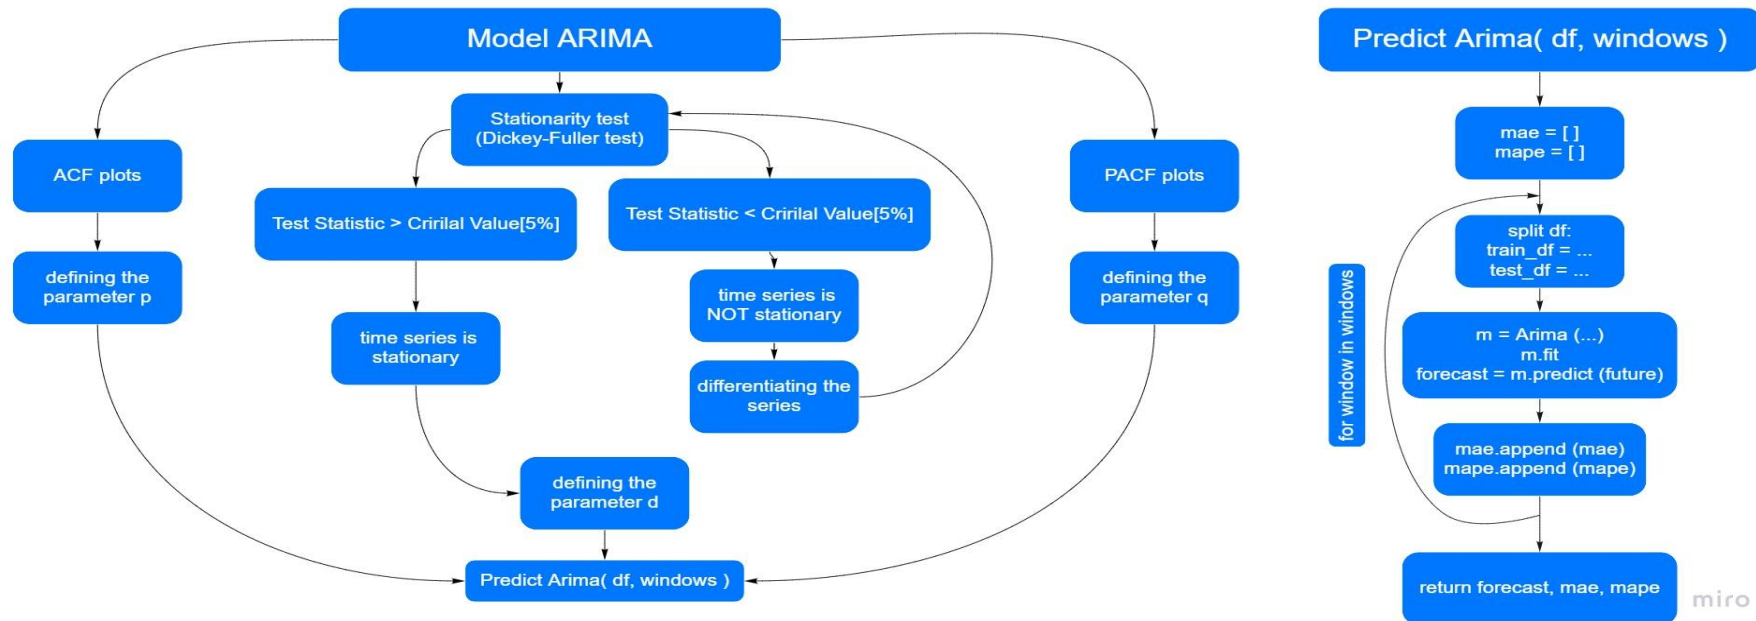 Model ARIMA
Stationarity test
(Dickey-Fuller test)
ACF plots
PACF plots
Test Statistic > Cririlal Value[5%]
Test Statistic < Cririlal Value[5%]
defining the
parameter p
time series is
stationary
time series is
NOT stationary
defining the
parameter q
differentiating the
series
defining the
parameter d
Predict Arima( df, windows )
Predict Arima( df, windows )
mae = [ ]
mape = [ ]
split df:
train_df = ...
test_df = ...
for window in windows
m = Arima (...)
m.fit
forecast = m.predict (future)
mae.append (mae)
mape.append (mape)
return forecast, mae, mape
miro